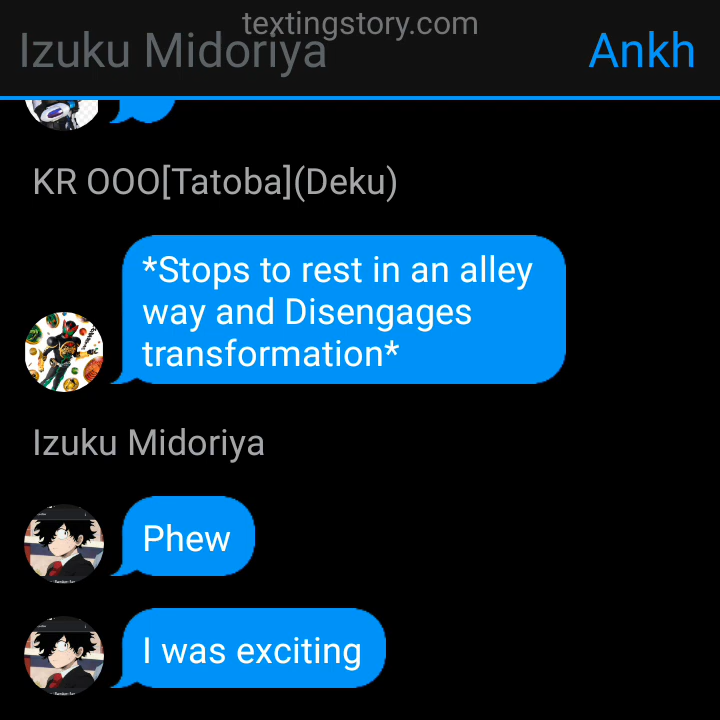 textingstory.com
Izuku Midoriya
Ankh
KR OOO[Tatoba](Deku)
*Stops to rest in an alley
way and Disengages
transformation*
Izuku Midoriya
Phew
I was exciting